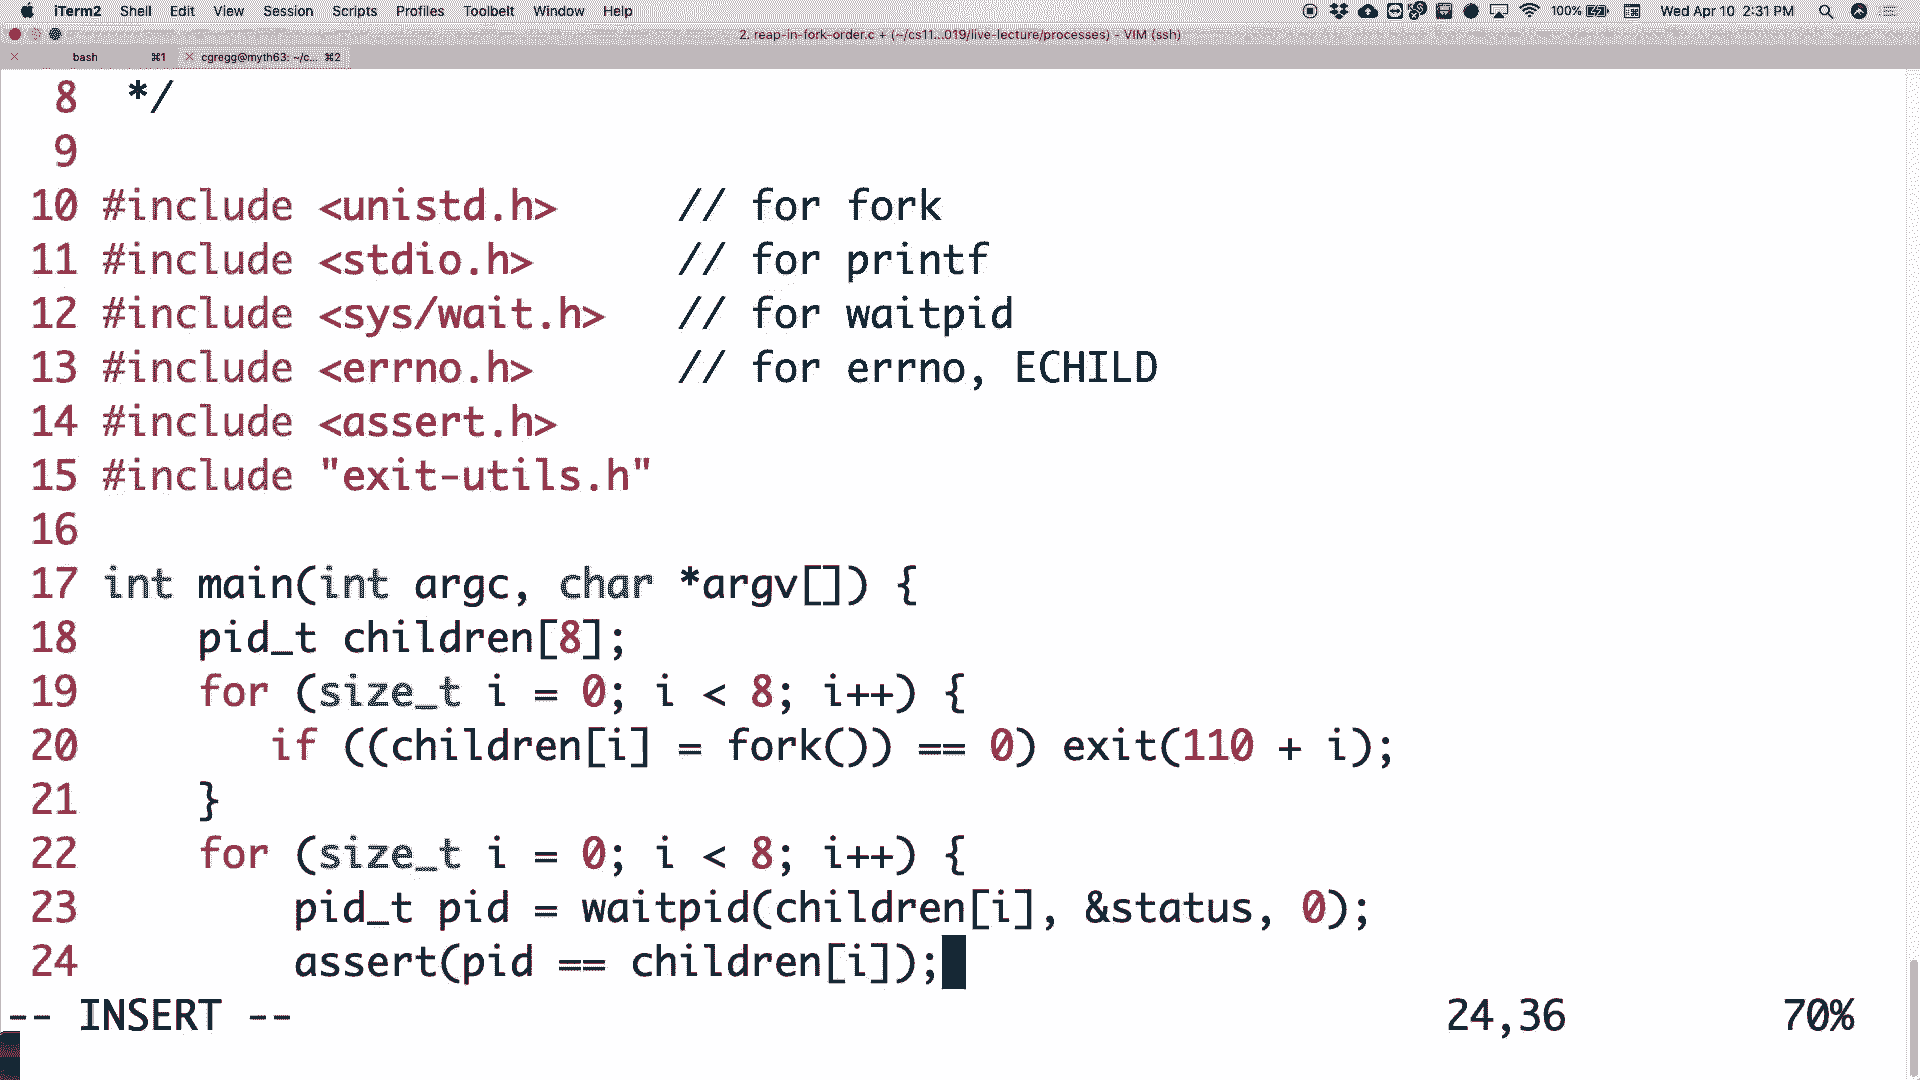 iTerm2 Shell Edit View Session Scripts Profiles Toolbelt Window Help 100% Wed Apr 10 2:31 PM
2. reap-in-fork-order.c + (~/cs11...019/live-lecture/processes) - VIM (ssh)
bash ⌘1 cgregg@myth63: ~/c... ⌘2
8  */
9
10 #include <unistd.h>     // for fork
11 #include <stdio.h>      // for printf
12 #include <sys/wait.h>   // for waitpid
13 #include <errno.h>      // for errno, ECHILD
14 #include <assert.h>
15 #include "exit-utils.h"
16
17 int main(int argc, char *argv[]) {
18     pid_t children[8];
19     for (size_t i = 0; i < 8; i++) {
20        if ((children[i] = fork()) == 0) exit(110 + i);
21     }
22     for (size_t i = 0; i < 8; i++) {
23         pid_t pid = waitpid(children[i], &status, 0);
24         assert(pid == children[i]);
-- INSERT -- 24,36 70%